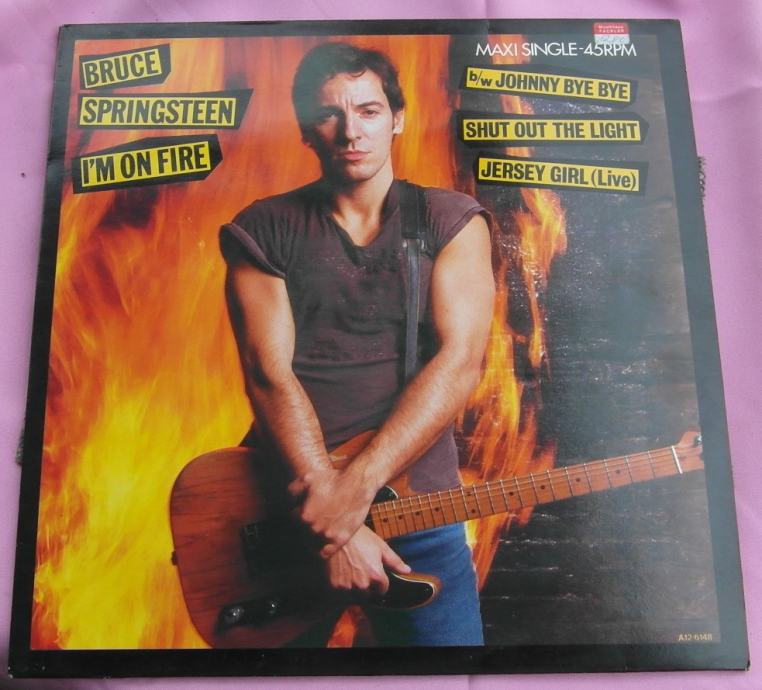 BRUCE
SPRINGSTEEN
I'M ON FIRE
MAXI SINGLE-45RPM
b/w JOHNNY BYE BYE
SHUT OUT THE LIGHT
JERSEY GIRL (Live)
A12·6148